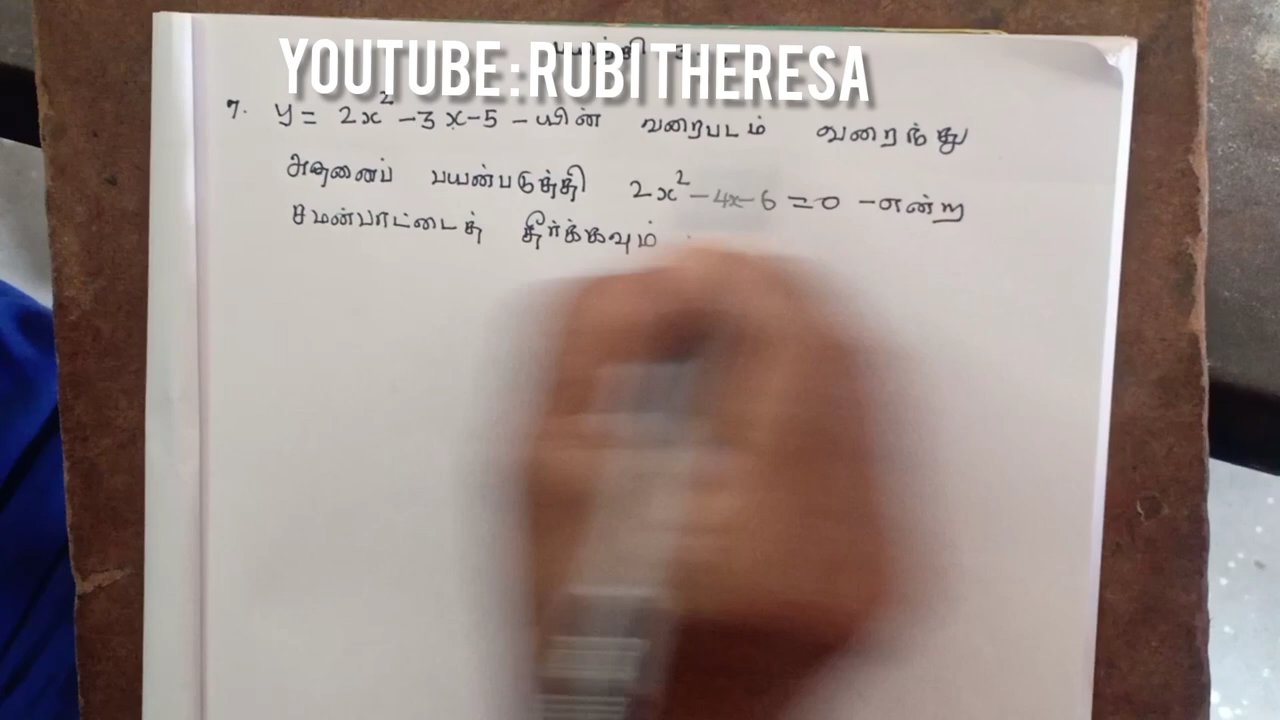 YOUTUBE : RUBI THERESA
7. y = 2x² - 3x - 5 - யின் வரைபடம் வரைந்து
அதனைப் பயன்படுத்தி 2x² - 4x - 6 = 0 - என்ற
சமன்பாட்டைத் தீர்க்கவும்